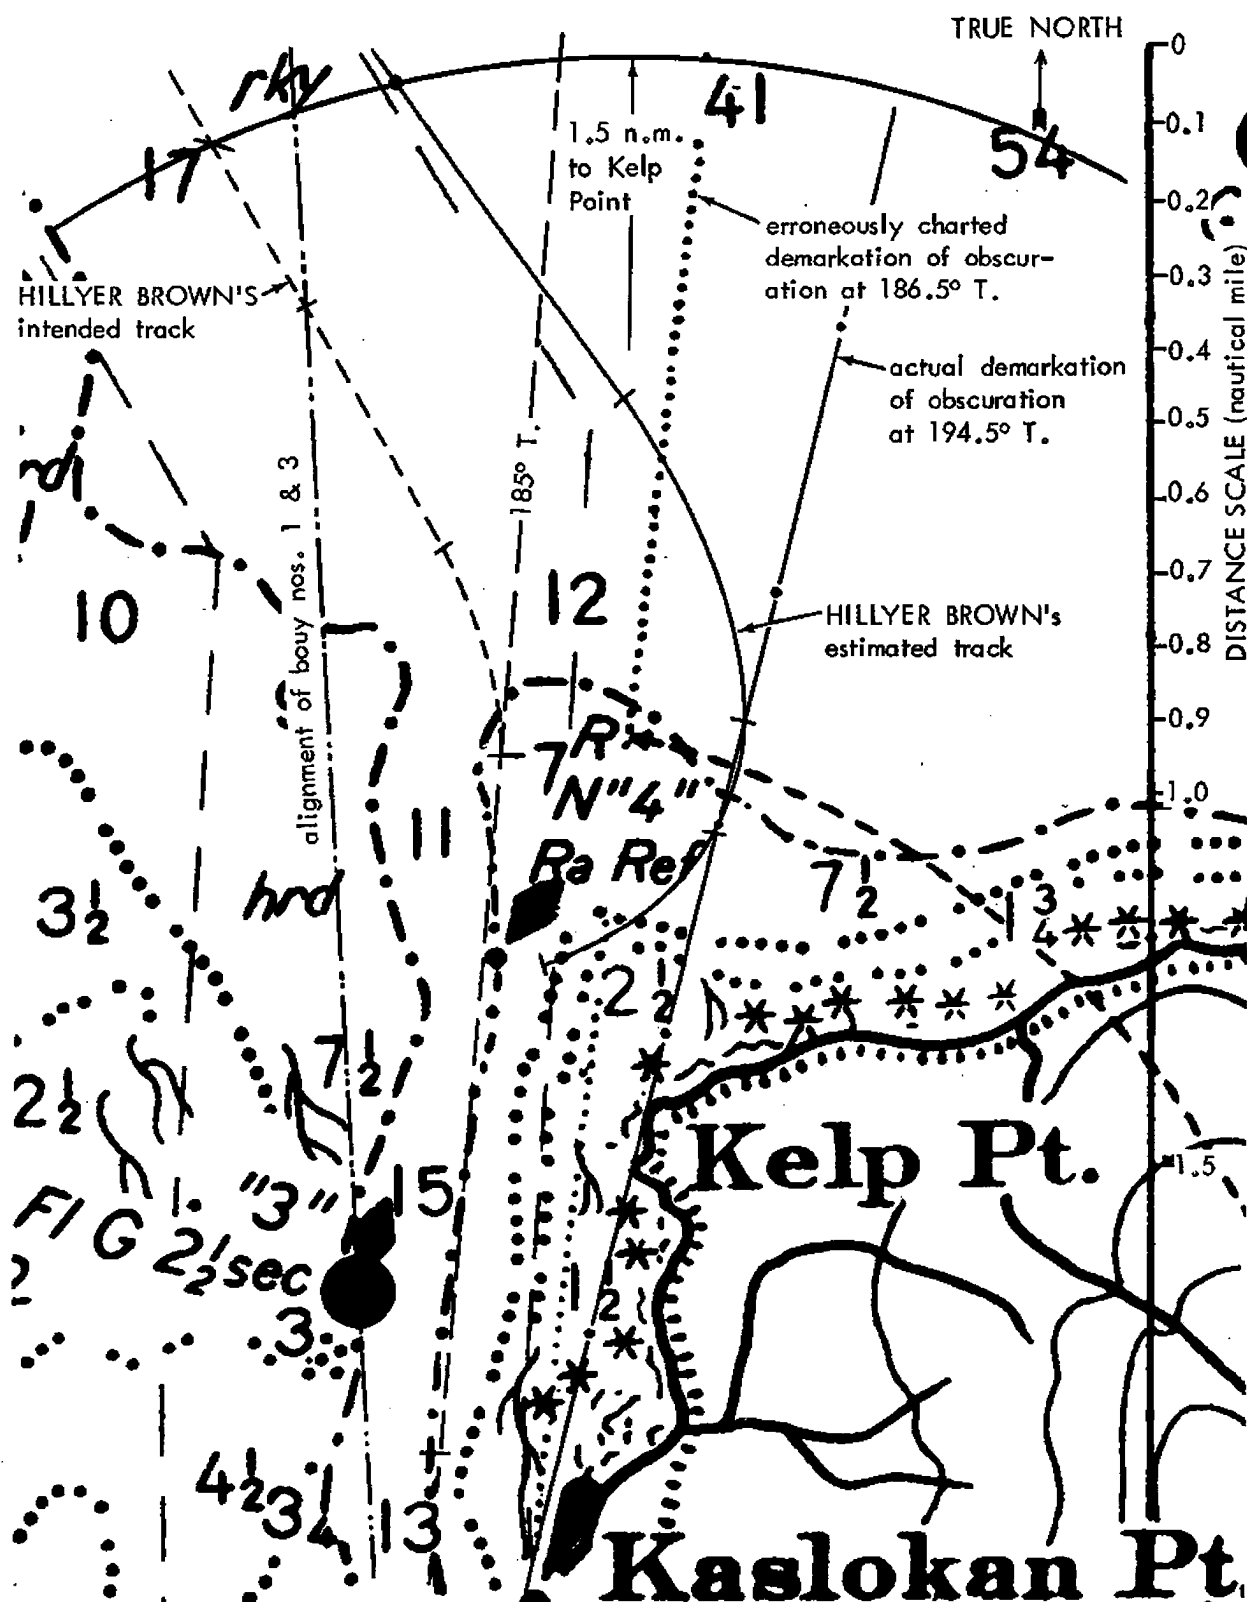 TRUE NORTH
0
rky
41
0.1
1.5 n.m.
to Kelp
Point
17
54
0.2
erroneously charted
demarkation of obscur-
ation at 186.5° T.
0.3
HILLYER BROWN'S
intended track
0.4
actual demarkation
of obscuration
at 194.5° T.
0.5
DISTANCE SCALE (nautical mile)
185° T.
0.6
alignment of bouy nos. 1 & 3
0.7
10
12
HILLYER BROWN's
estimated track
0.8
0.9
R
7
N"4"
1.0
11
Ra Ref
7½
3½
hrd
1¾
2½
7½
2½
Kelp Pt.
1.5
"3"
15
Fl G 2½sec
3
1½
4½
3¼
13
Kaslokan Pt.